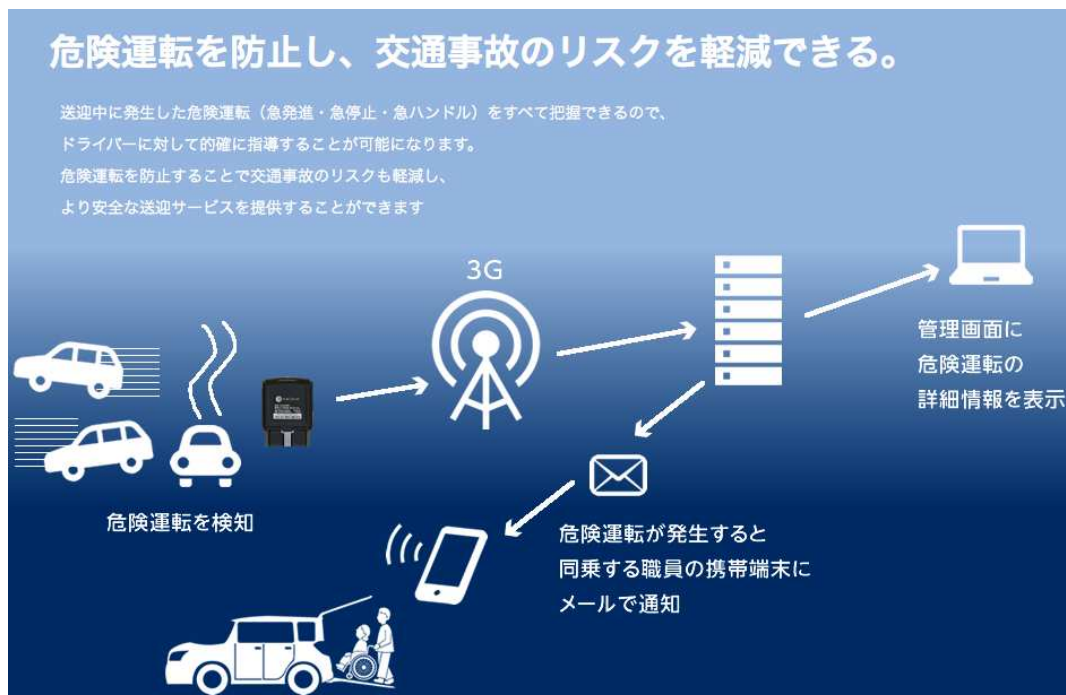 危険運転を防止し、交通事故のリスクを軽減できる。
送迎中に発生した危険運転（急発進・急停止・急ハンドル）をすべて把握できるので、
ドライバーに対して的確に指導することが可能になります。
危険運転を防止することで交通事故のリスクも軽減し、
より安全な送迎サービスを提供することができます
3G
管理画面に
危険運転の
詳細情報を表示
危険運転を検知
危険運転が発生すると
同乗する職員の携帯端末に
メールで通知